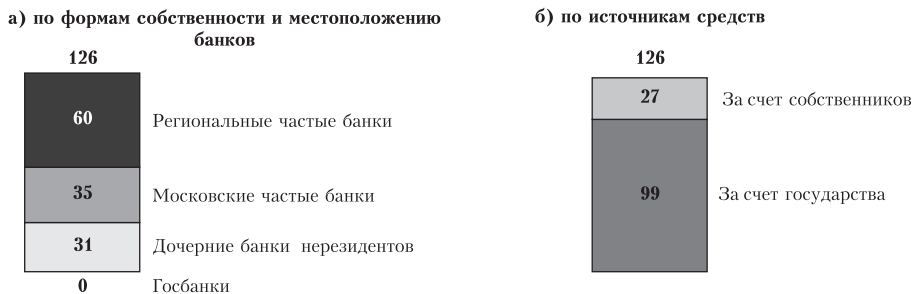 а) по формам собственности и местоположению
банков
126
60
Региональные частые банки
35
Московские частые банки
31
Дочерние банки нерезидентов
0
Госбанки
б) по источникам средств
126
27
За счет собственников
99
За счет государства